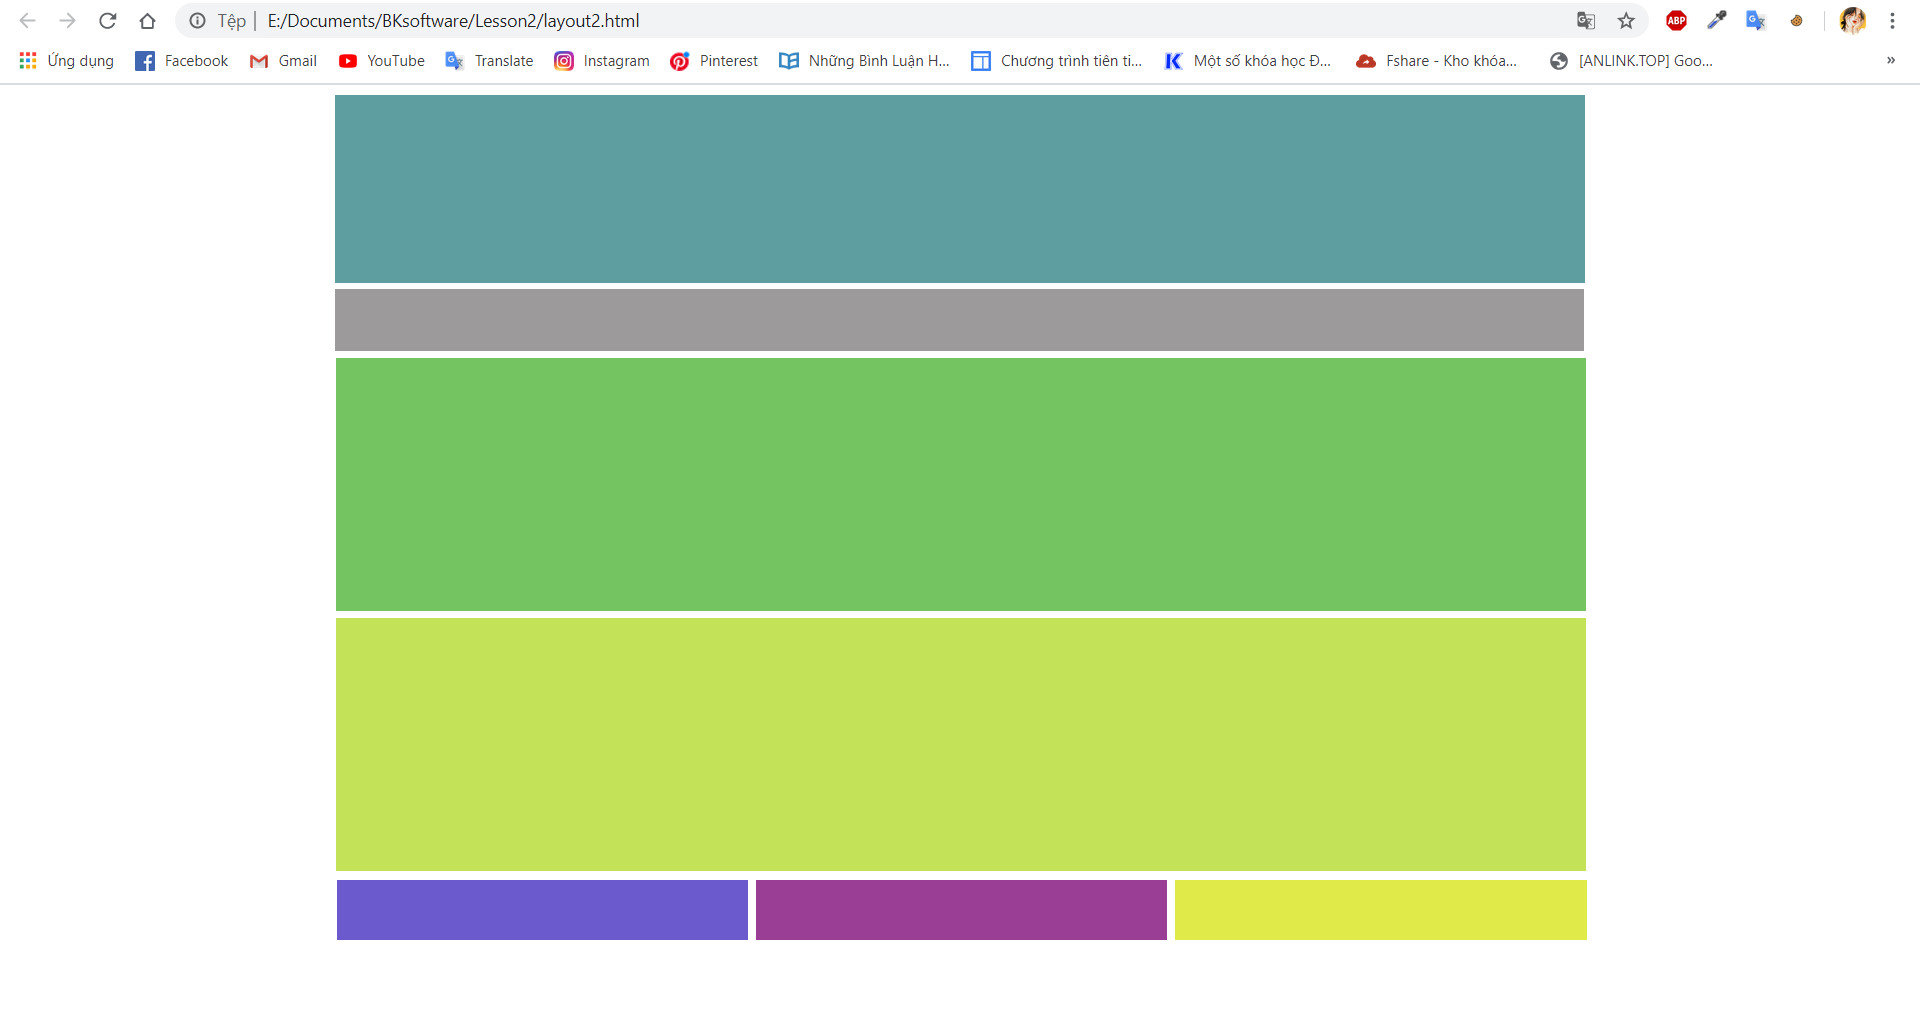 Tệp | E:/Documents/BKsoftware/Lesson2/layout2.html
ABP
Ứng dụng Facebook Gmail YouTube Translate Instagram Pinterest Những Bình Luận H... Chương trình tiên ti... Một số khóa học Đ... Fshare - Kho khóa... [ANLINK.TOP] Goo... »